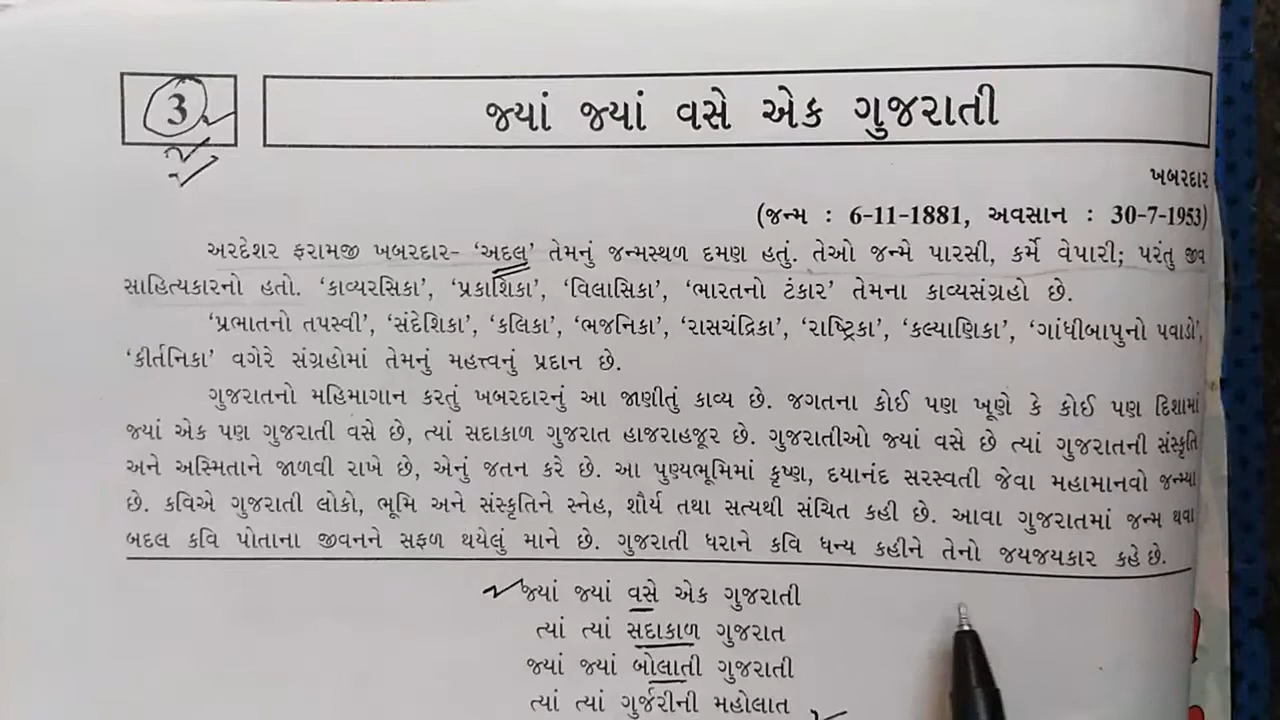 3
જ્યાં જ્યાં વસે એક ગુજરાતી
ખબરદાર
(જન્મ : 6-11-1881, અવસાન : 30-7-1953)
અરદેશર ફરામજી ખબરદાર- ‘અદલ’ તેમનું જન્મસ્થળ દમણ હતું. તેઓ જન્મે પારસી, કર્મે વેપારી; પરંતુ જીવ
સાહિત્યકારનો હતો. ‘કાવ્યરસિકા’, ‘પ્રકાશિકા’, ‘વિલાસિકા’, ‘ભારતનો ટંકાર’ તેમના કાવ્યસંગ્રહો છે.
‘પ્રભાતનો તપસ્વી’, ‘સંદેશિકા’, ‘કલિકા’, ‘ભજનિકા’, ‘રાસચંદ્રિકા’, ‘રાષ્ટ્રિકા’, ‘કલ્યાણિકા’, ‘ગાંધીબાપુનો પવાડો’,
‘કીર્તનિકા’ વગેરે સંગ્રહોમાં તેમનું મહત્ત્વનું પ્રદાન છે.
ગુજરાતનો મહિમાગાન કરતું ખબરદારનું આ જાણીતું કાવ્ય છે. જગતના કોઈ પણ ખૂણે કે કોઈ પણ દિશામાં
જ્યાં એક પણ ગુજરાતી વસે છે, ત્યાં સદાકાળ ગુજરાત હાજરાહજૂર છે. ગુજરાતીઓ જ્યાં વસે છે ત્યાં ગુજરાતની સંસ્કૃતિ
અને અસ્મિતાને જાળવી રાખે છે, એનું જતન કરે છે. આ પુણ્યભૂમિમાં કૃષ્ણ, દયાનંદ સરસ્વતી જેવા મહામાનવો જન્મ્યા
છે. કવિએ ગુજરાતી લોકો, ભૂમિ અને સંસ્કૃતિને સ્નેહ, શૌર્ય તથા સત્યથી સંચિત કહી છે. આવા ગુજરાતમાં જન્મ થવા
બદલ કવિ પોતાના જીવનને સફળ થયેલું માને છે. ગુજરાતી ધરાને કવિ ધન્ય કહીને તેનો જયજયકાર કહે છે.
જ્યાં જ્યાં વસે એક ગુજરાતી
ત્યાં ત્યાં સદાકાળ ગુજરાત
જ્યાં જ્યાં બોલાતી ગુજરાતી
ત્યાં ત્યાં ગુર્જરીની મહોલાત